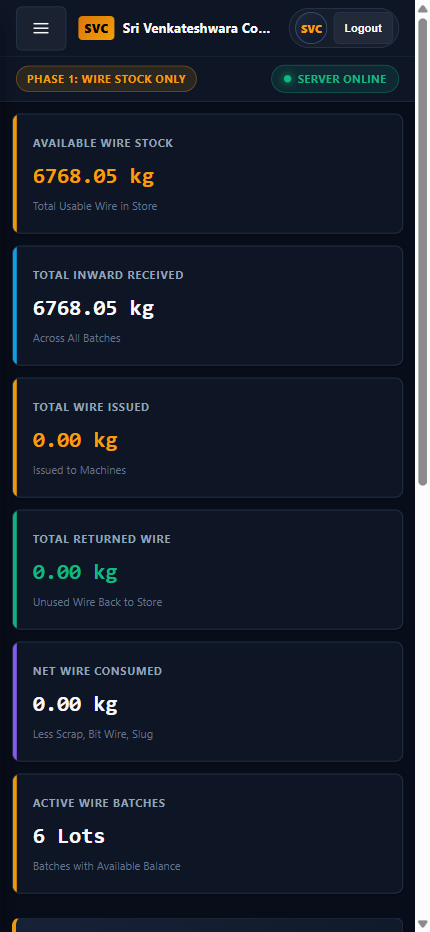 SVC Sri Venkateshwara Co... SVC Logout
PHASE 1: WIRE STOCK ONLY SERVER ONLINE
AVAILABLE WIRE STOCK
6768.05 kg
Total Usable Wire in Store
TOTAL INWARD RECEIVED
6768.05 kg
Across All Batches
TOTAL WIRE ISSUED
0.00 kg
Issued to Machines
TOTAL RETURNED WIRE
0.00 kg
Unused Wire Back to Store
NET WIRE CONSUMED
0.00 kg
Less Scrap, Bit Wire, Slug
ACTIVE WIRE BATCHES
6 Lots
Batches with Available Balance